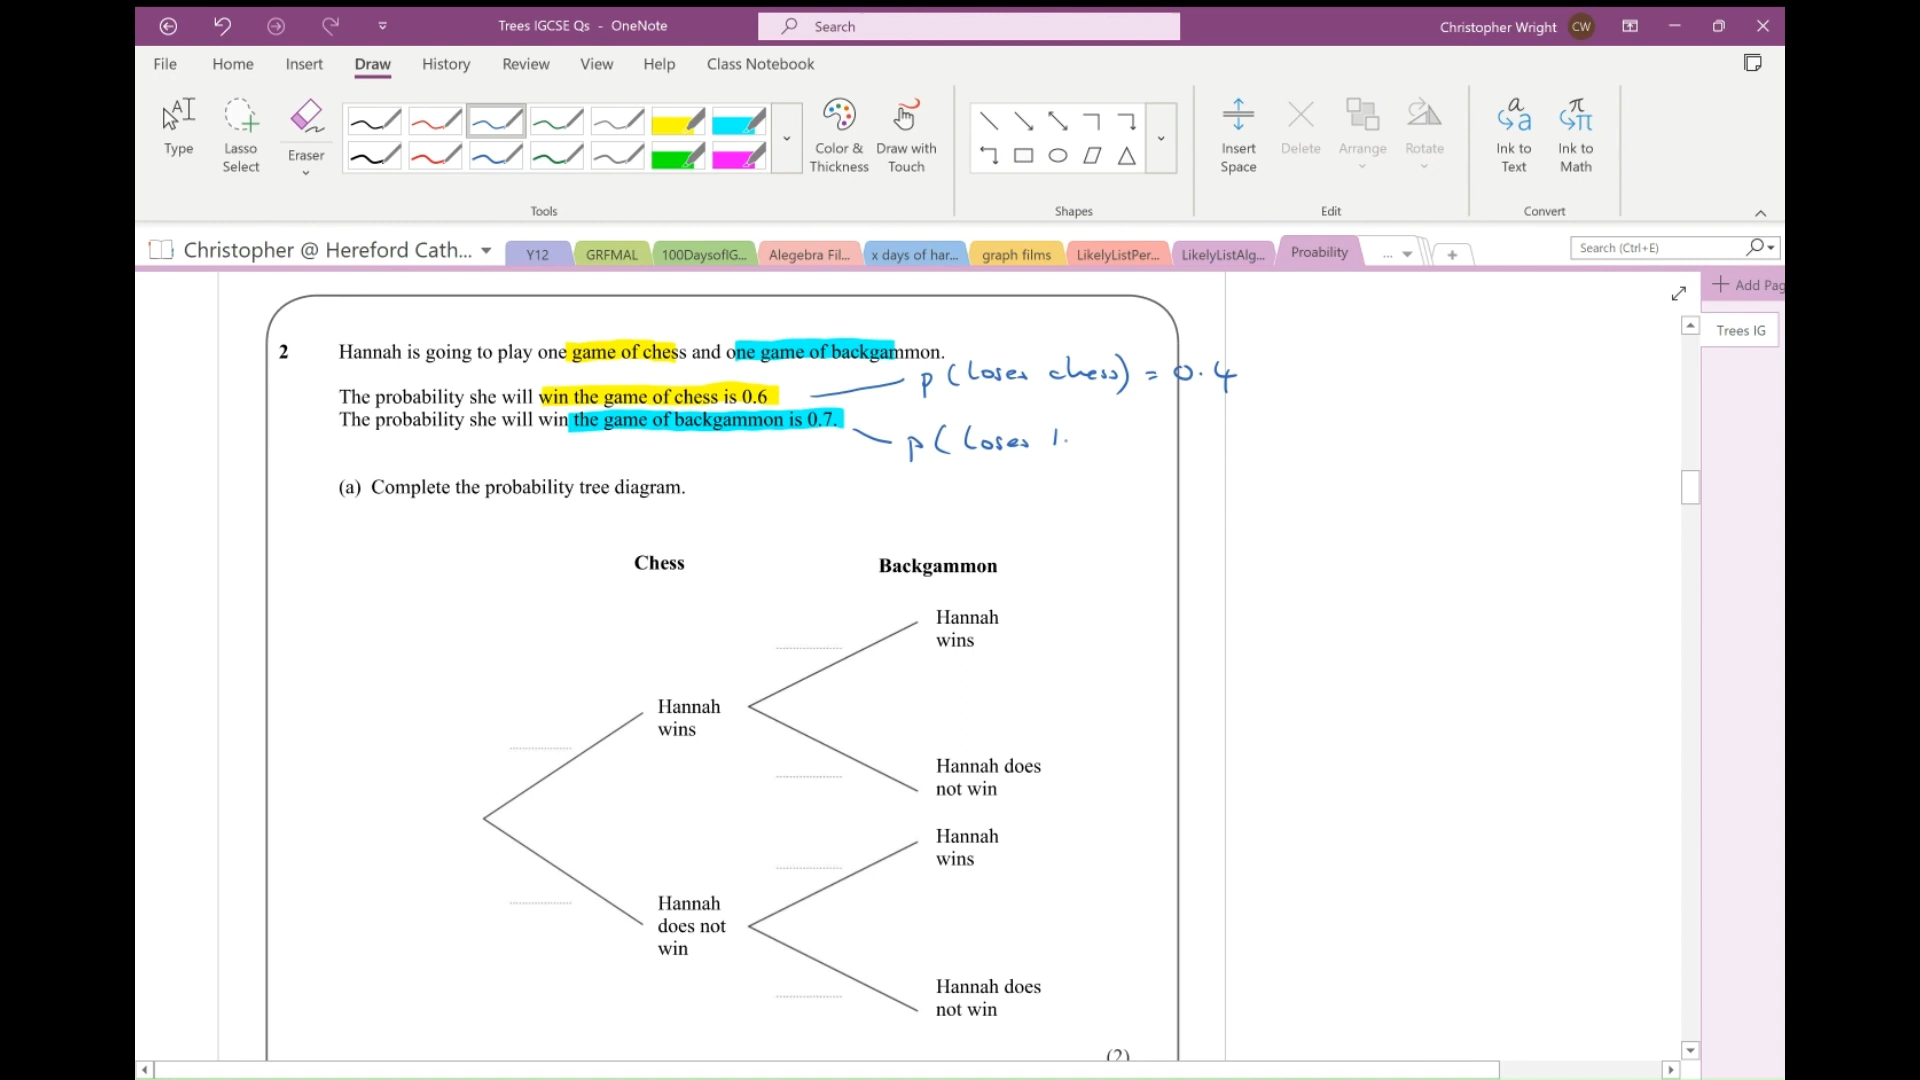 Trees IGCSE Qs - OneNote
Search
Christopher Wright
CW
File Home Insert Draw History Review View Help Class Notebook
Type
Lasso Select
Eraser
Color & Thickness
Draw with Touch
Insert Space
Delete
Arrange
Rotate
Ink to Text
Ink to Math
Tools
Shapes
Edit
Convert
Christopher @ Hereford Cath...
Y12
GRFMAL
100DaysofIG...
Alegebra Fil...
x days of har...
graph films
LikelyListPer...
LikelyListAlg...
Proability
...
Search (Ctrl+E)
Add Pag
Trees IG
2 Hannah is going to play one game of chess and one game of backgammon.
p(loses chess) = 0.4
The probability she will win the game of chess is 0.6
The probability she will win the game of backgammon is 0.7.
p(loses
(a) Complete the probability tree diagram.
Chess
Backgammon
Hannah
wins
Hannah
wins
Hannah does
not win
Hannah
wins
Hannah
does not
win
Hannah does
not win
(2)